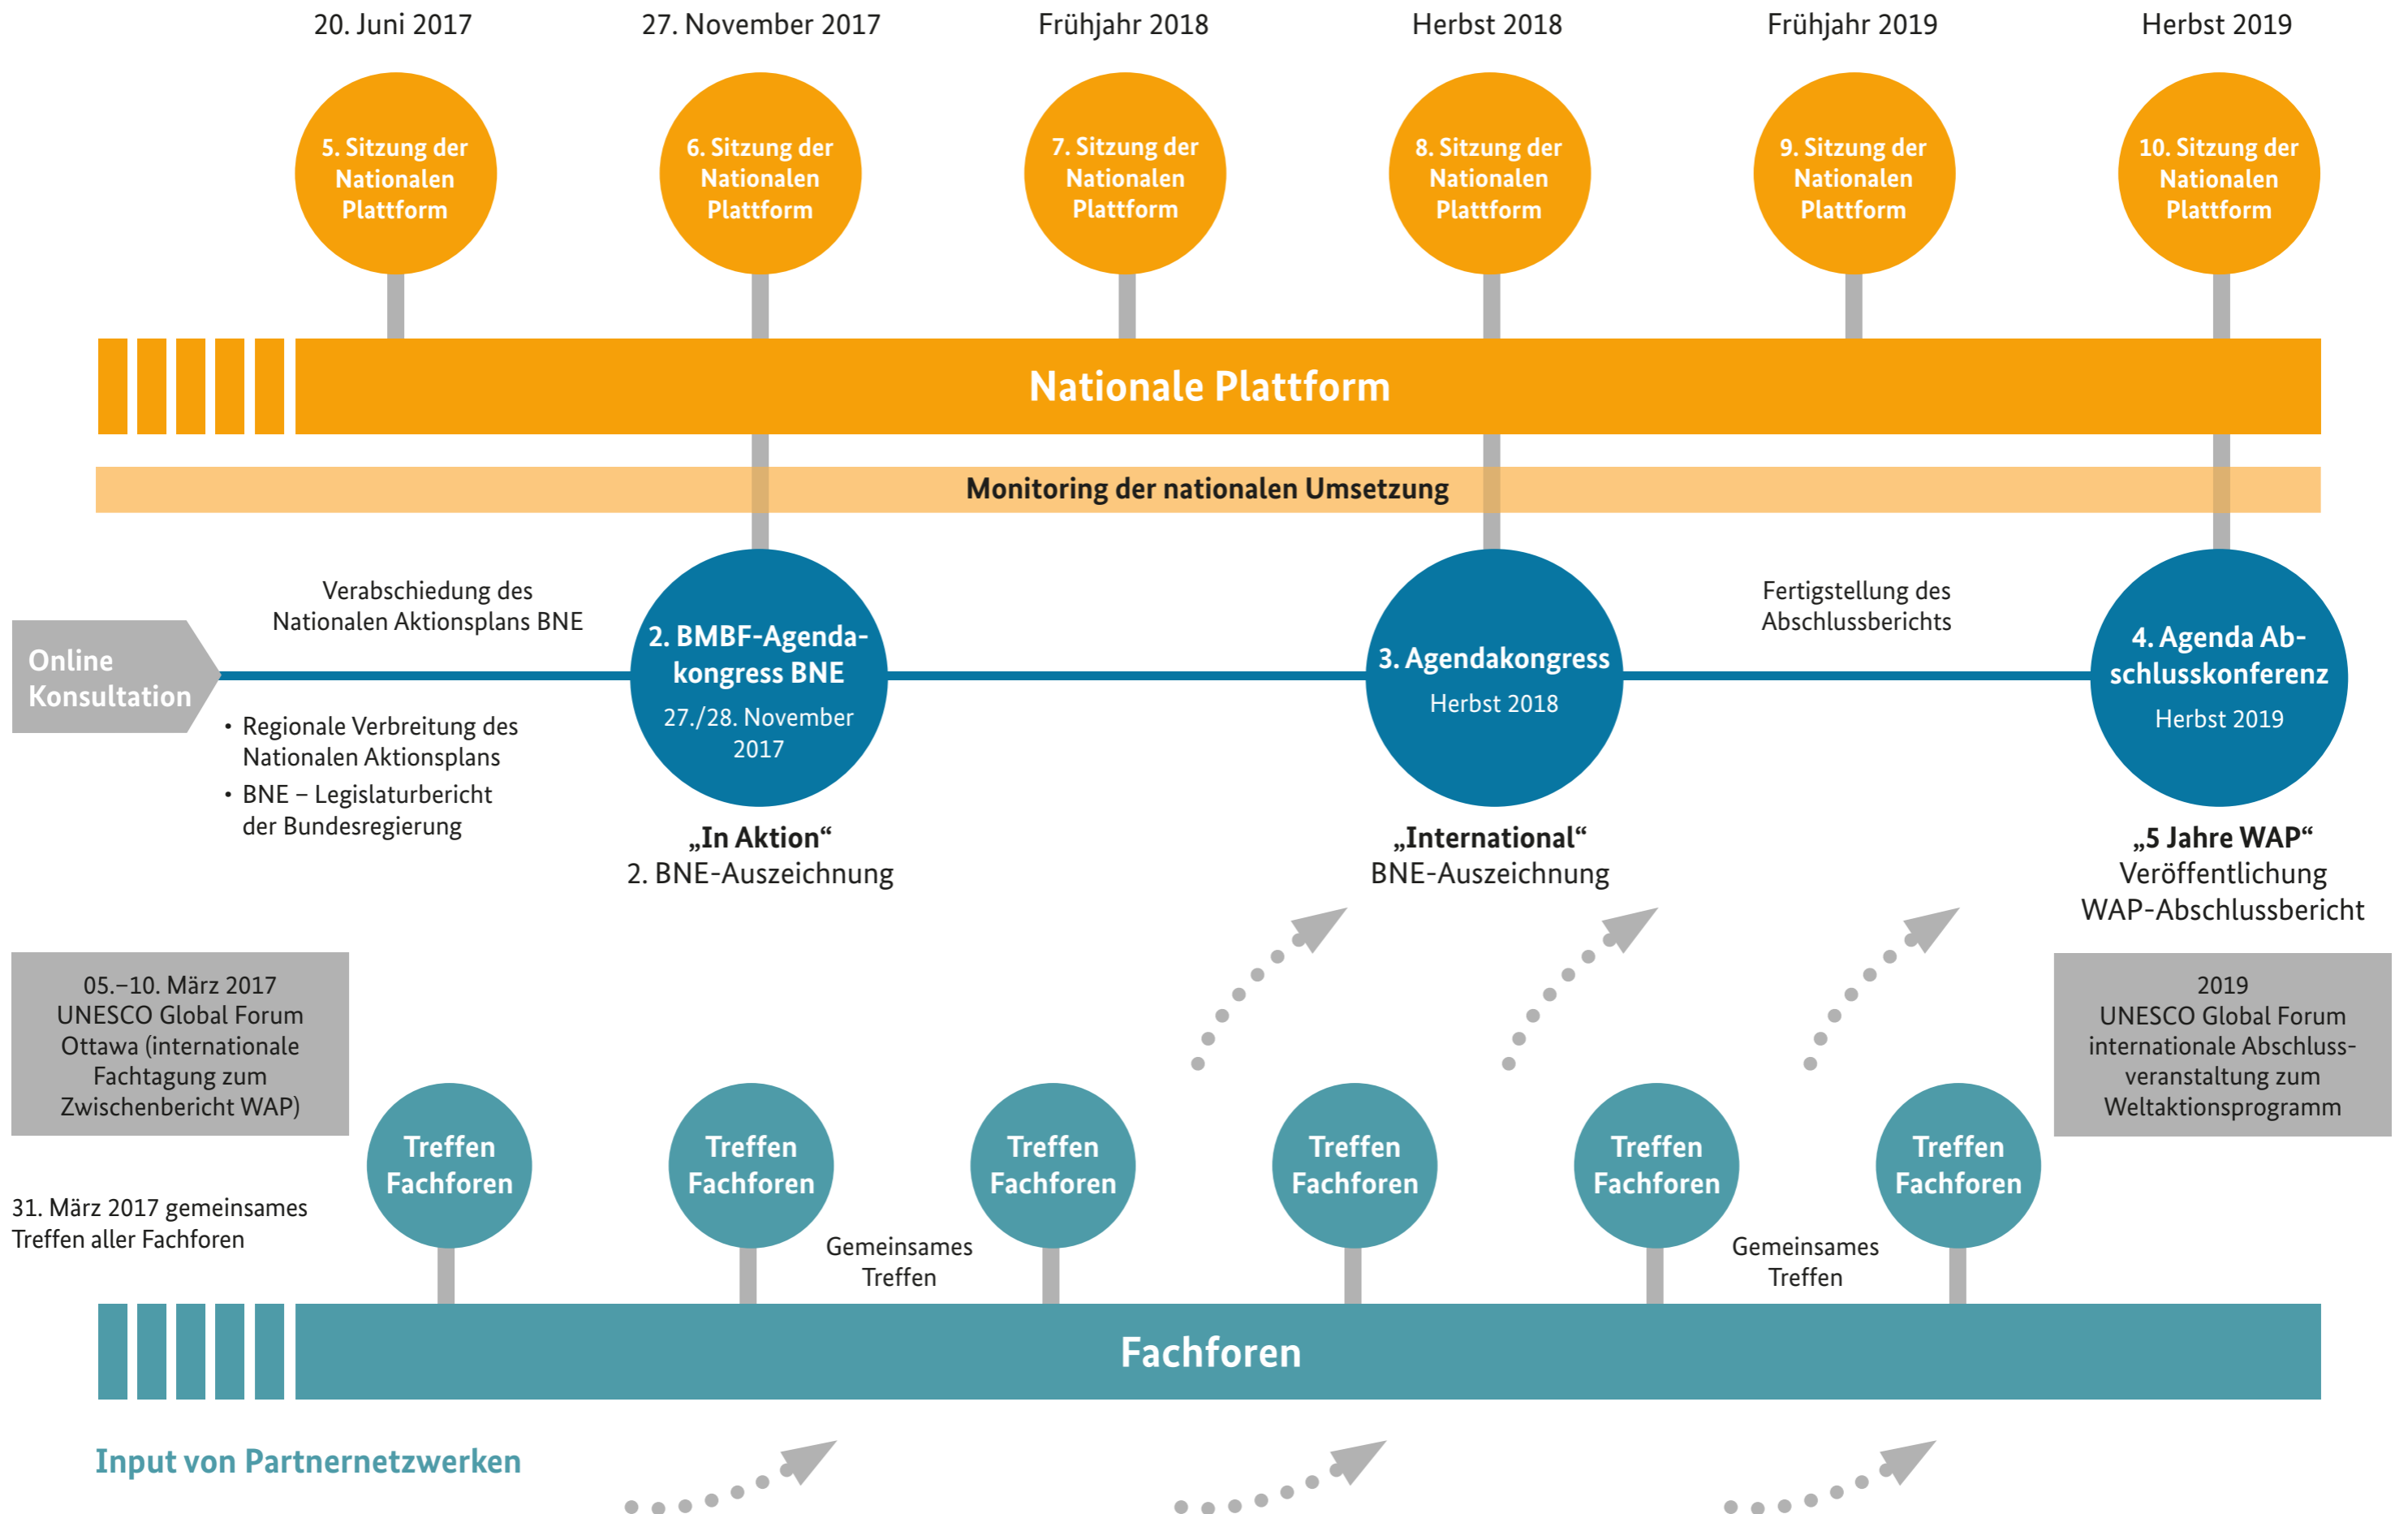 20. Juni 2017
27. November 2017
Frühjahr 2018
Herbst 2018
Frühjahr 2019
Herbst 2019
5. Sitzung der
Nationalen
Plattform
6. Sitzung der
Nationalen
Plattform
7. Sitzung der
Nationalen
Plattform
8. Sitzung der
Nationalen
Plattform
9. Sitzung der
Nationalen
Plattform
10. Sitzung der
Nationalen
Plattform
Nationale Plattform
Monitoring der nationalen Umsetzung
Online
Konsultation
Verabschiedung des
Nationalen Aktionsplans BNE
• Regionale Verbreitung des
Nationalen Aktionsplans
• BNE – Legislaturbericht
der Bundesregierung
2. BMBF-Agenda-
kongress BNE
27./28. November
2017
„In Aktion“
2. BNE-Auszeichnung
3. Agendakongress
Herbst 2018
„International“
BNE-Auszeichnung
Fertigstellung des
Abschlussberichts
4. Agenda Ab-
schlusskonferenz
Herbst 2019
„5 Jahre WAP“
Veröffentlichung
WAP-Abschlussbericht
05.–10. März 2017
UNESCO Global Forum
Ottawa (internationale
Fachtagung zum
Zwischenbericht WAP)
2019
UNESCO Global Forum
internationale Abschluss-
veranstaltung zum
Weltaktionsprogramm
31. März 2017 gemeinsames
Treffen aller Fachforen
Treffen
Fachforen
Treffen
Fachforen
Gemeinsames
Treffen
Treffen
Fachforen
Treffen
Fachforen
Treffen
Fachforen
Gemeinsames
Treffen
Treffen
Fachforen
Fachforen
Input von Partnernetzwerken